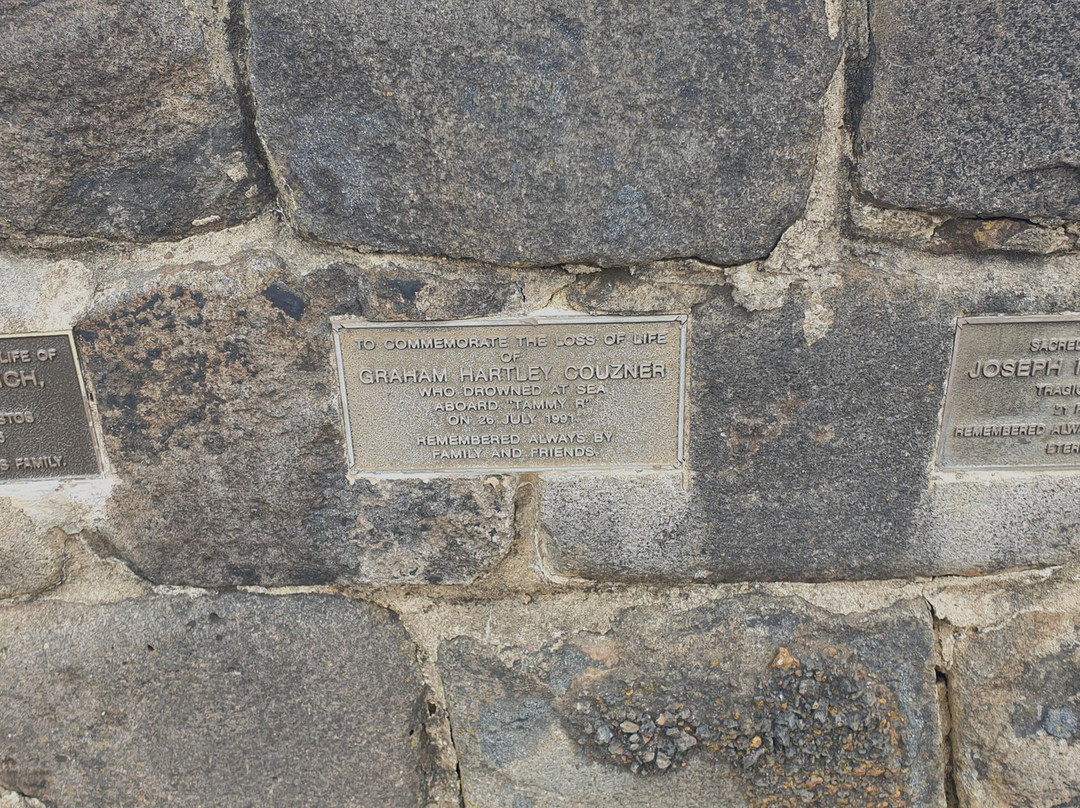 LIFE OF
FAMILY.
TO COMMEMORATE THE LOSS OF LIFE
OF
GRAHAM HARTLEY COUZNER
WHO DROWNED AT SEA
ABOARD "TAMMY R"
ON 26 JULY 1991.
REMEMBERED ALWAYS BY
FAMILY AND FRIENDS.
SACRED
JOSEPH
REMEMBERED